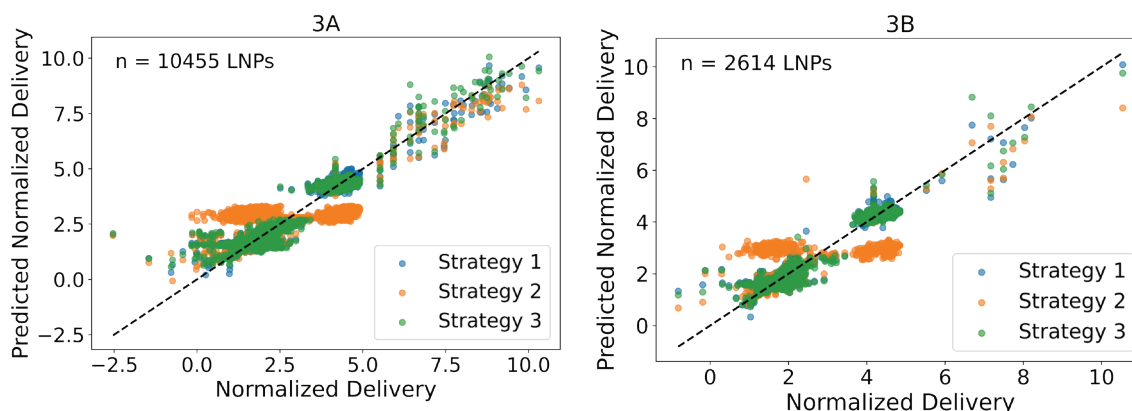 3A
n = 10455 LNPs
Predicted Normalized Delivery
10.0
7.5
5.0
2.5
0.0
−2.5
Strategy 1
Strategy 2
Strategy 3
−2.5 0.0 2.5 5.0 7.5 10.0
Normalized Delivery
3B
n = 2614 LNPs
Predicted Normalized Delivery
10
8
6
4
2
0
Strategy 1
Strategy 2
Strategy 3
0 2 4 6 8 10
Normalized Delivery